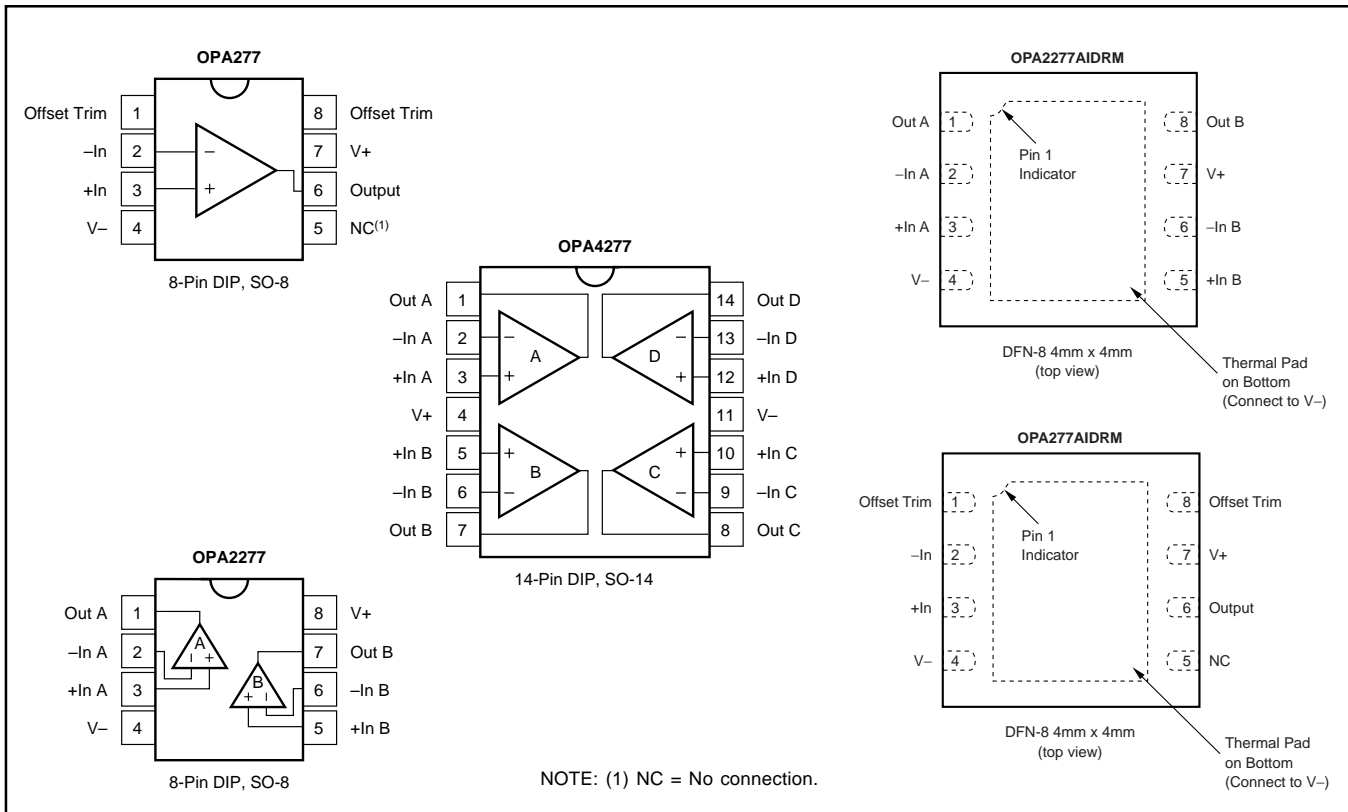 OPA277
Offset Trim 1 8 Offset Trim
–In 2 – 7 V+
+In 3 + 6 Output
V– 4 5 NC(1)
8-Pin DIP, SO-8
OPA4277
Out A 1 14 Out D
–In A 2 – – 13 –In D
A D
+In A 3 + + 12 +In D
V+ 4 11 V–
+In B 5 + + 10 +In C
B C
–In B 6 – – 9 –In C
Out B 7 8 Out C
14-Pin DIP, SO-14
OPA2277
Out A 1 8 V+
A
–In A 2 – + 7 Out B
B
+In A 3 + – 6 –In B
V– 4 5 +In B
8-Pin DIP, SO-8
NOTE: (1) NC = No connection.
OPA2277AIDRM
Out A 1 8 Out B
Pin 1
Indicator
–In A 2 7 V+
+In A 3 6 –In B
V– 4 5 +In B
DFN-8 4mm x 4mm
(top view)
Thermal Pad
on Bottom
(Connect to V–)
OPA277AIDRM
Offset Trim 1 8 Offset Trim
Pin 1
Indicator
–In 2 7 V+
+In 3 6 Output
V– 4 5 NC
DFN-8 4mm x 4mm
(top view)
Thermal Pad
on Bottom
(Connect to V–)